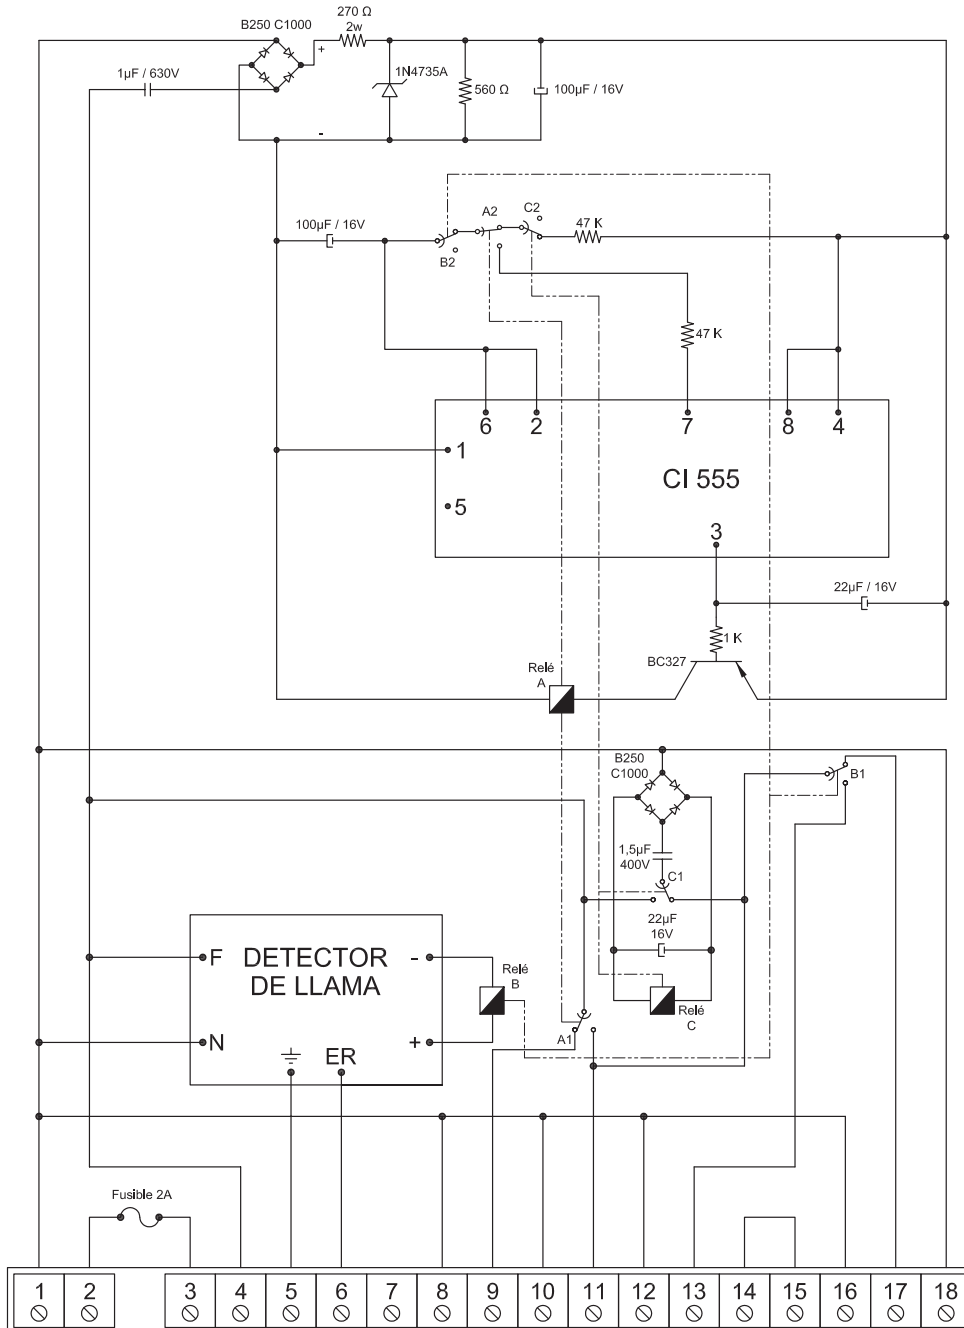 270 Ω
2w
B250 C1000
+
1µF / 630V
1N4735A
560 Ω
100µF / 16V
-
100µF / 16V
A2
C2
47 K
B2
47 K
6
2
7
8
4
1
CI 555
5
3
22µF / 16V
1 K
BC327
Relé
A
B250
C1000
B1
1,5µF
400V
C1
22µF
16V
F
DETECTOR
DE LLAMA
-
Relé
B
Relé
C
N
ER
+
A1
Fusible 2A
1
2
3
4
5
6
7
8
9
10
11
12
13
14
15
16
17
18